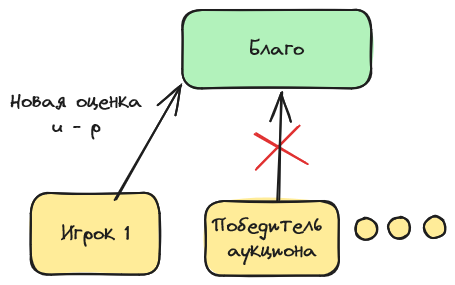 Благо
Новая оценка
u - p
Игрок 1
Победитель
аукциона